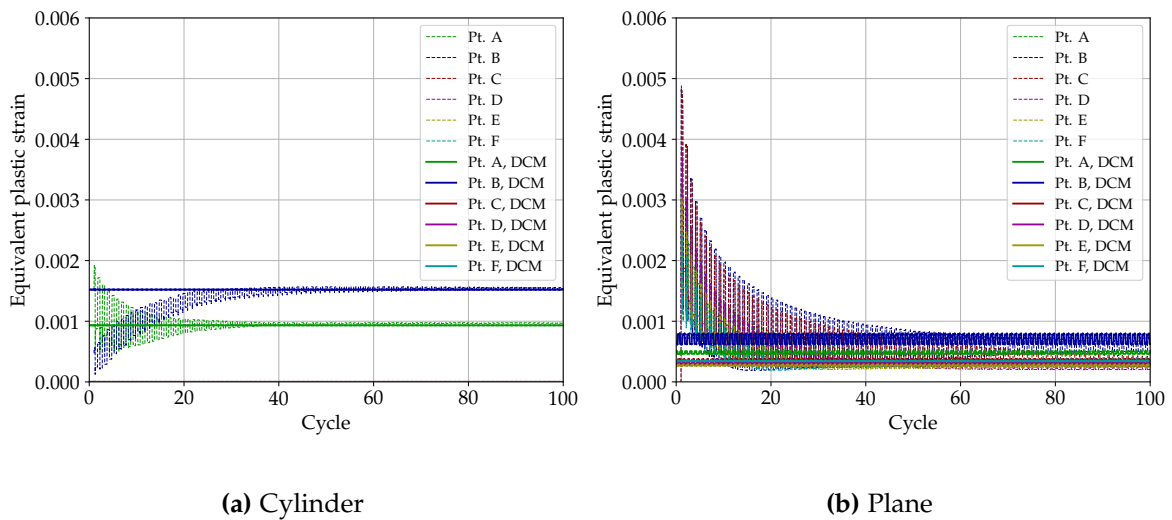 0.006
0.005
0.004
0.003
0.002
0.001
0.000
Equivalent plastic strain
0 20 40 60 80 100
Cycle
Pt. A
Pt. B
Pt. C
Pt. D
Pt. E
Pt. F
Pt. A, DCM
Pt. B, DCM
Pt. C, DCM
Pt. D, DCM
Pt. E, DCM
Pt. F, DCM
(a) Cylinder
0.006
0.005
0.004
0.003
0.002
0.001
0.000
Equivalent plastic strain
0 20 40 60 80 100
Cycle
Pt. A
Pt. B
Pt. C
Pt. D
Pt. E
Pt. F
Pt. A, DCM
Pt. B, DCM
Pt. C, DCM
Pt. D, DCM
Pt. E, DCM
Pt. F, DCM
(b) Plane